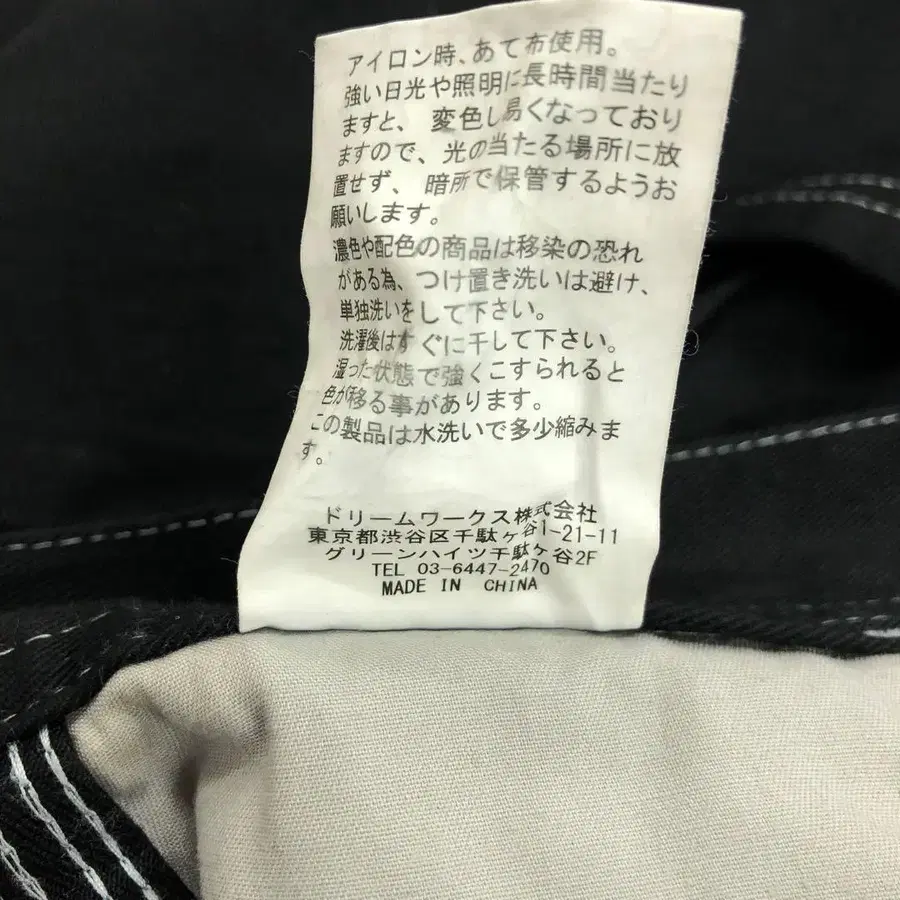 アイロン時、あて布使用。
強い日光や照明に長時間当たり
ますと、変色し易くなっており
ますので、光の当たる場所に放
置せず、暗所で保管するようお
願いします。
濃色や配色の商品は移染の恐れ
がある為、つけ置き洗いは避け、
単独洗いをして下さい。
洗濯後はすぐに干して下さい。
湿った状態で強くこすられると
色が移る事があります。
この製品は水洗いで多少縮みま
す。
ドリームワークス株式会社
東京都渋谷区千駄ヶ谷1-21-11
グリーンハイツ千駄ヶ谷2F
TEL 03-6447-2470
MADE IN CHINA